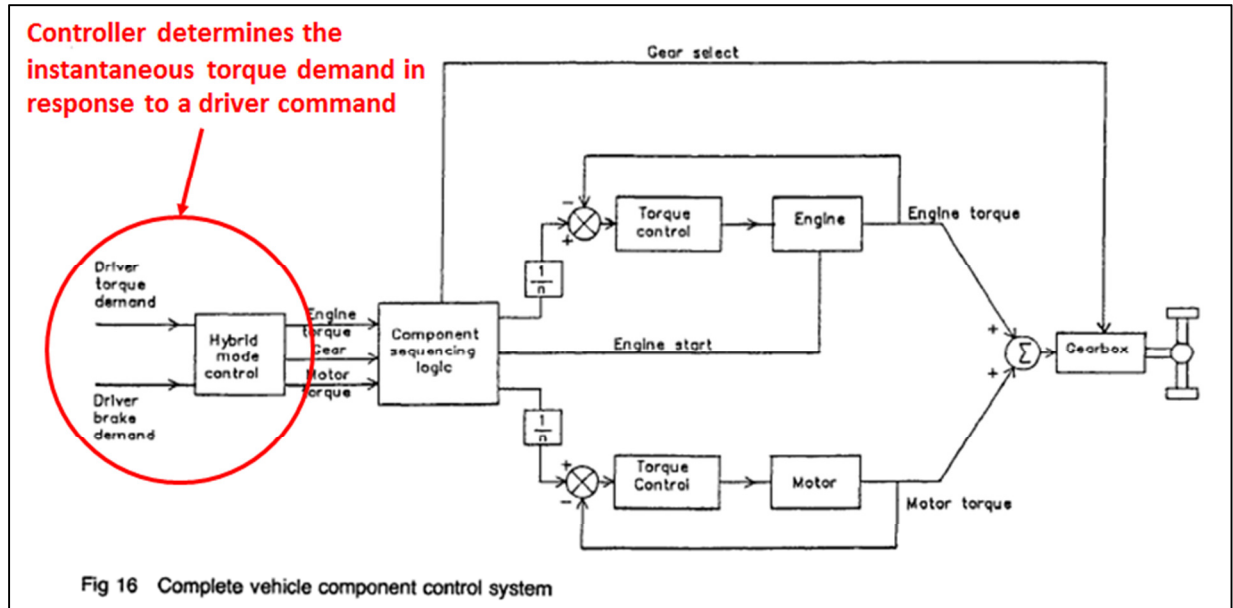 Controller determines the
instantaneous torque demand in
response to a driver command
Gear select
Torque
control
Engine
Engine torque
1
n
Driver
torque
demand
Hybrid
mode
control
Driver
brake
demand
Engine
torque
Gear
Motor
torque
Component
sequencing
logic
Engine start
1
n
Torque
Control
Motor
Motor torque
+
-
+
-
+
+
Σ
Gearbox
Fig 16 Complete vehicle component control system